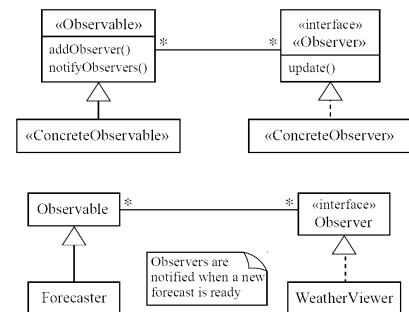 «Observable»
addObserver()
notifyObservers()
*
*
«interface»
«Observer»
update()
«ConcreteObservable»
«ConcreteObserver»
Observable
*
*
«interface»
Observer
Observers are
notified when a new
forecast is ready
Forecaster
WeatherViewer